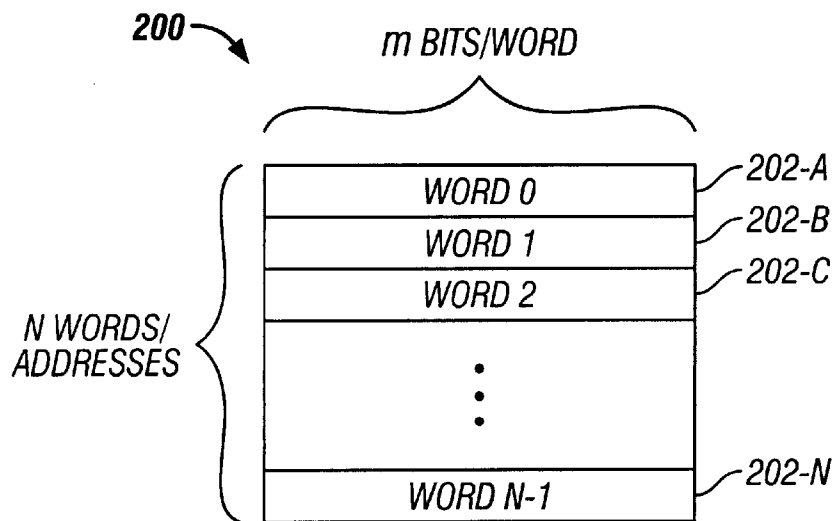 200
m BITS/WORD
WORD 0
202-A
WORD 1
202-B
WORD 2
202-C
N WORDS/
ADDRESSES
WORD N-1
202-N